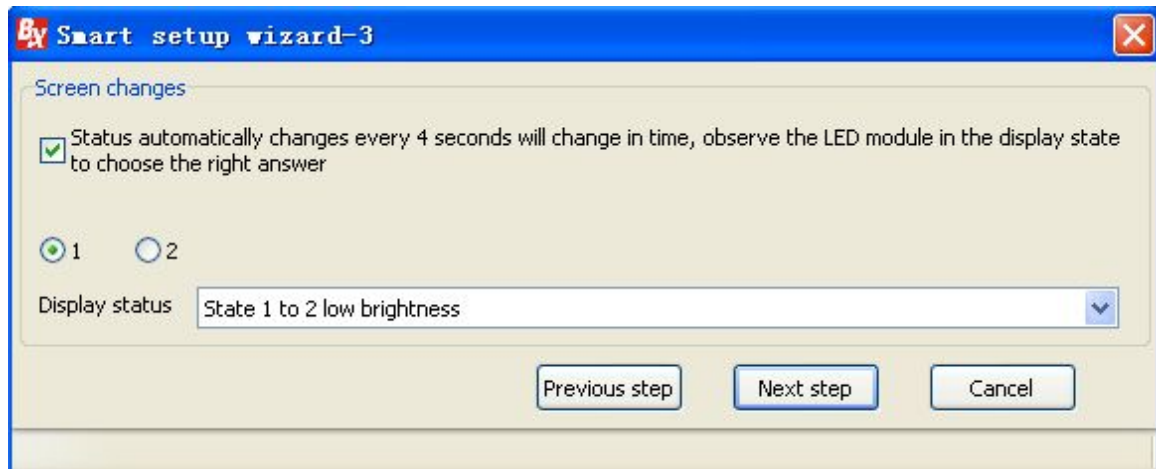 BX Smart setup wizard-3
Screen changes
Status automatically changes every 4 seconds will change in time, observe the LED module in the display state
to choose the right answer
1 2
Display status State 1 to 2 low brightness
Previous step Next step Cancel